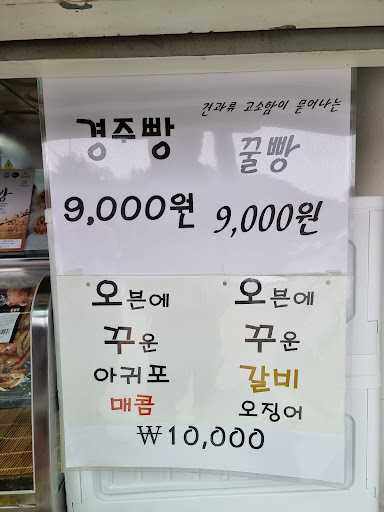 경주빵
9,000원
견과류 고소함이 묻어나는
꿀빵
9,000원
오븐에
꾸운
아귀포
매콤
오븐에
꾸운
갈비
오징어
₩10,000